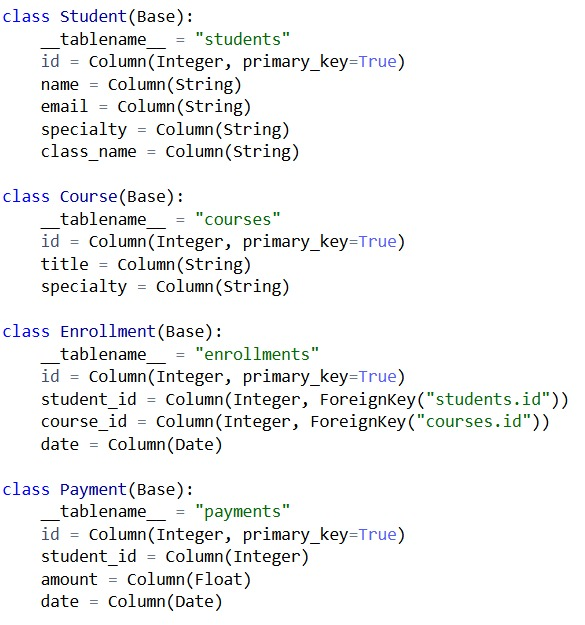 class Student(Base):
    __tablename__ = "students"
    id = Column(Integer, primary_key=True)
    name = Column(String)
    email = Column(String)
    specialty = Column(String)
    class_name = Column(String)

class Course(Base):
    __tablename__ = "courses"
    id = Column(Integer, primary_key=True)
    title = Column(String)
    specialty = Column(String)

class Enrollment(Base):
    __tablename__ = "enrollments"
    id = Column(Integer, primary_key=True)
    student_id = Column(Integer, ForeignKey("students.id"))
    course_id = Column(Integer, ForeignKey("courses.id"))
    date = Column(Date)

class Payment(Base):
    __tablename__ = "payments"
    id = Column(Integer, primary_key=True)
    student_id = Column(Integer)
    amount = Column(Float)
    date = Column(Date)